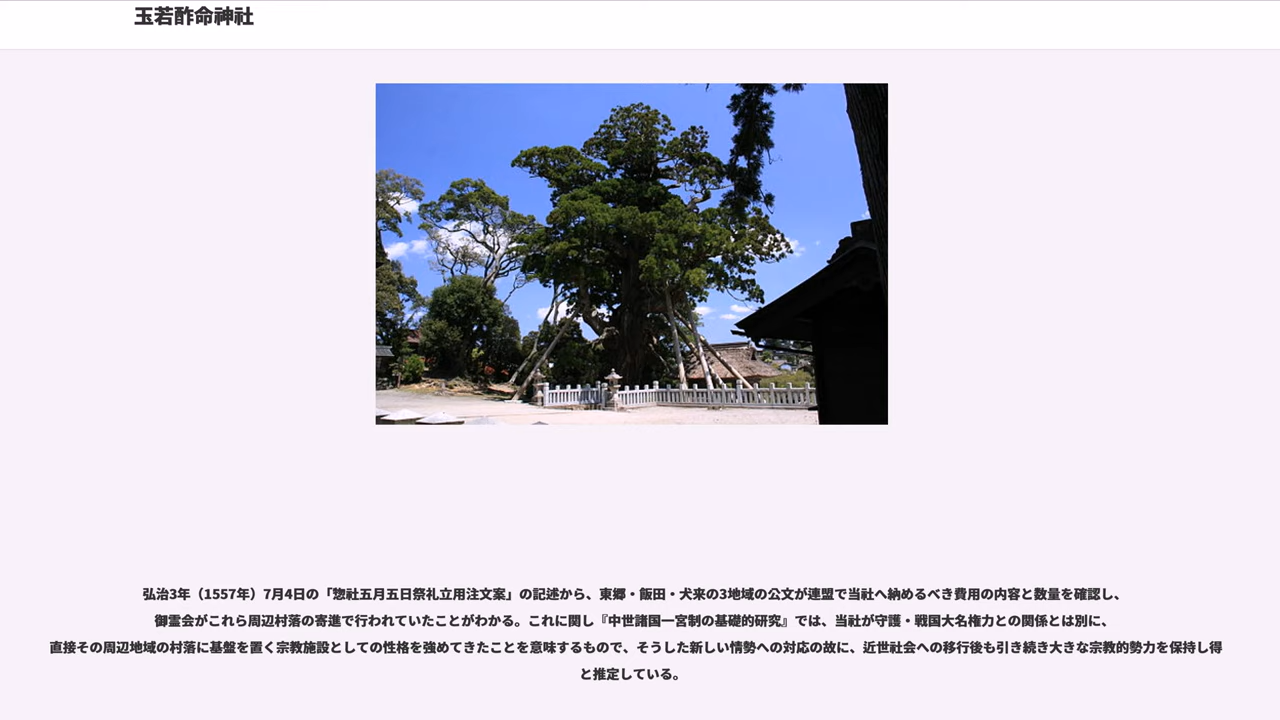 玉若酢命神社
弘治3年（1557年）7月4日の「惣社五月五日祭礼立用注文案」の記述から、東郷・飯田・犬来の3地域の公文が連盟で当社へ納めるべき費用の内容と数量を確認し、
御霊会がこれら周辺村落の寄進で行われていたことがわかる。これに関し『中世諸国一宮制の基礎的研究』では、当社が守護・戦国大名権力との関係とは別に、
直接その周辺地域の村落に基盤を置く宗教施設としての性格を強めてきたことを意味するもので、そうした新しい情勢への対応の故に、近世社会への移行後も引き続き大きな宗教的勢力を保持し得
と推定している。